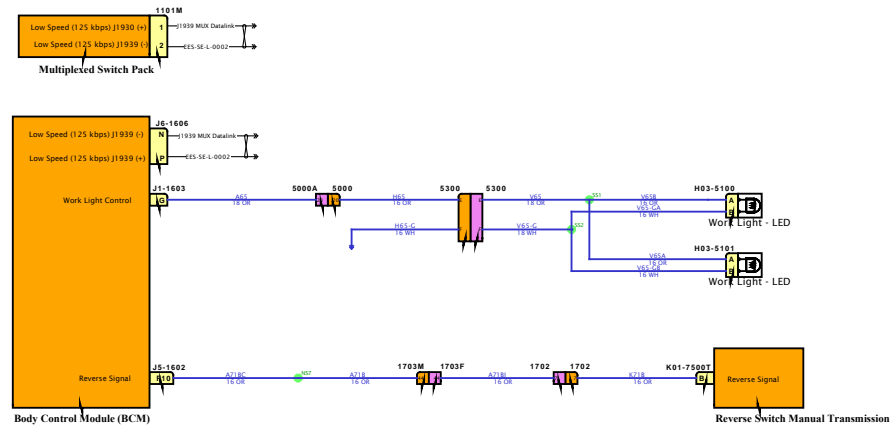 1101M
Low Speed (125 kbps) J1930 (+) 1 J1939 MUX Datalink
Low Speed (125 kbps) J1939 (-) 2 EES-SE-L-0002
Multiplexed Switch Pack
J6-1606
Low Speed (125 kbps) J1939 (-) N J1939 MUX Datalink
Low Speed (125 kbps) J1939 (+) P EES-SE-L-0002
J1-1603 5000A 5000 5300 5300 H03-5100
Work Light Control G A65 H65 V65 SS1 V65B A
18 OR 16 OR 18 OR 16 OR
H65-G V65-G SS2 V65-GA B
16 WH 18 WH 16 WH
Work Light - LED
H03-5101
V65A A
16 OR
V65-GB B
16 WH
Work Light - LED
J5-1602 1703M 1703F 1702 1702 K01-7500T
Reverse Signal F10 A71BC NS7 A71B A71BJ K71B B Reverse Signal
16 OR 16 OR 16 OR 16 OR
Body Control Module (BCM) Reverse Switch Manual Transmission